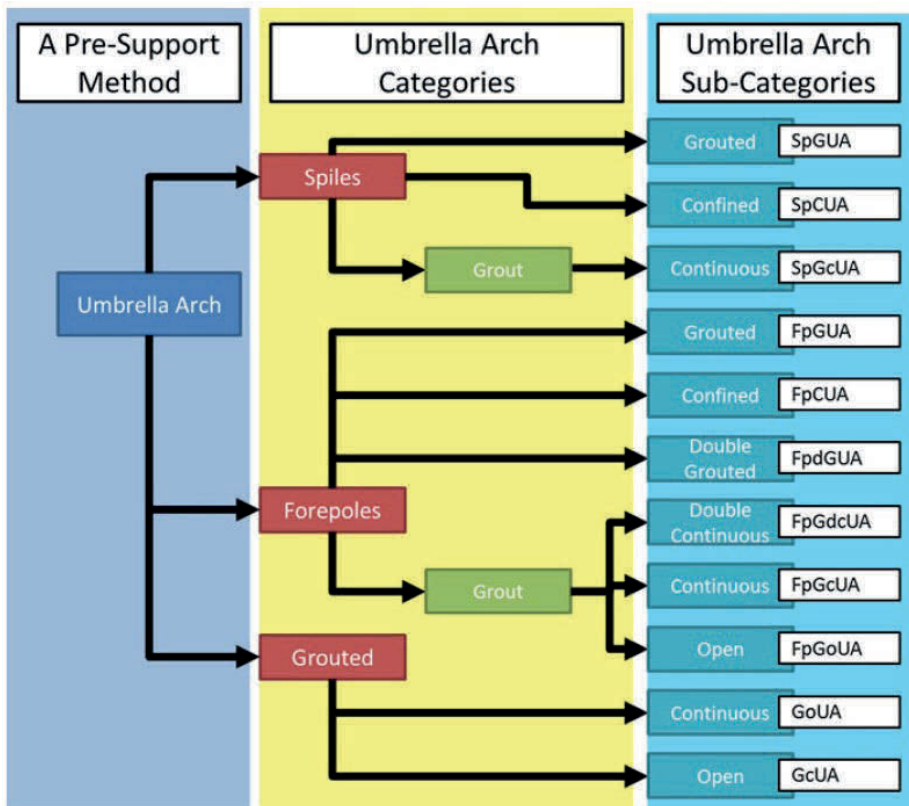 A Pre-Support
Method
Umbrella Arch
Categories
Umbrella Arch
Sub-Categories
Umbrella Arch
Spiles
Grout
Forepoles
Grout
Grouted
Grouted SpGUA
Confined SpCUA
Continuous SpGcUA
Grouted FpGUA
Confined FpCUA
Double
Grouted FpdGUA
Double
Continuous FpGdcUA
Continuous FpGcUA
Open FpGoUA
Continuous GoUA
Open GcUA